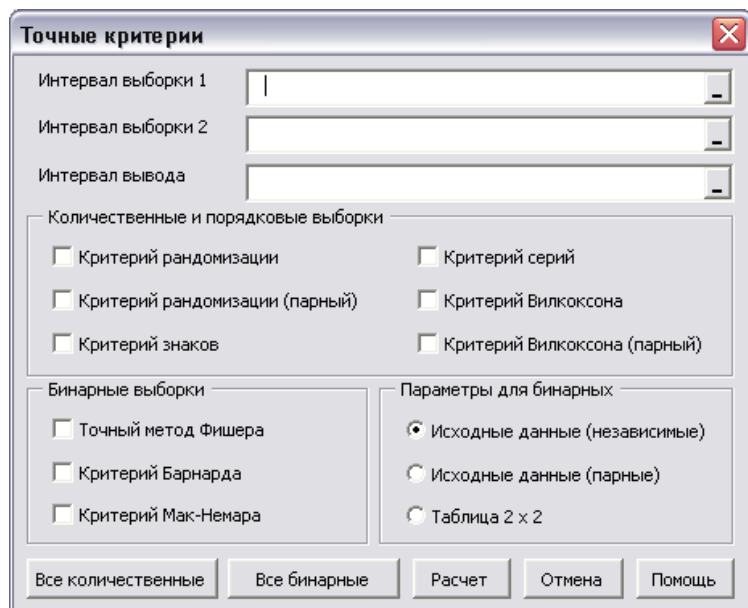 Точные критерии
Интервал выборки 1
Интервал выборки 2
Интервал вывода
Количественные и порядковые выборки
Критерий рандомизации
Критерий серий
Критерий рандомизации (парный)
Критерий Вилкоксона
Критерий знаков
Критерий Вилкоксона (парный)
Бинарные выборки
Точный метод Фишера
Критерий Барнарда
Критерий Мак-Немара
Параметры для бинарных
Исходные данные (независимые)
Исходные данные (парные)
Таблица 2 x 2
Все количественные
Все бинарные
Расчет
Отмена
Помощь